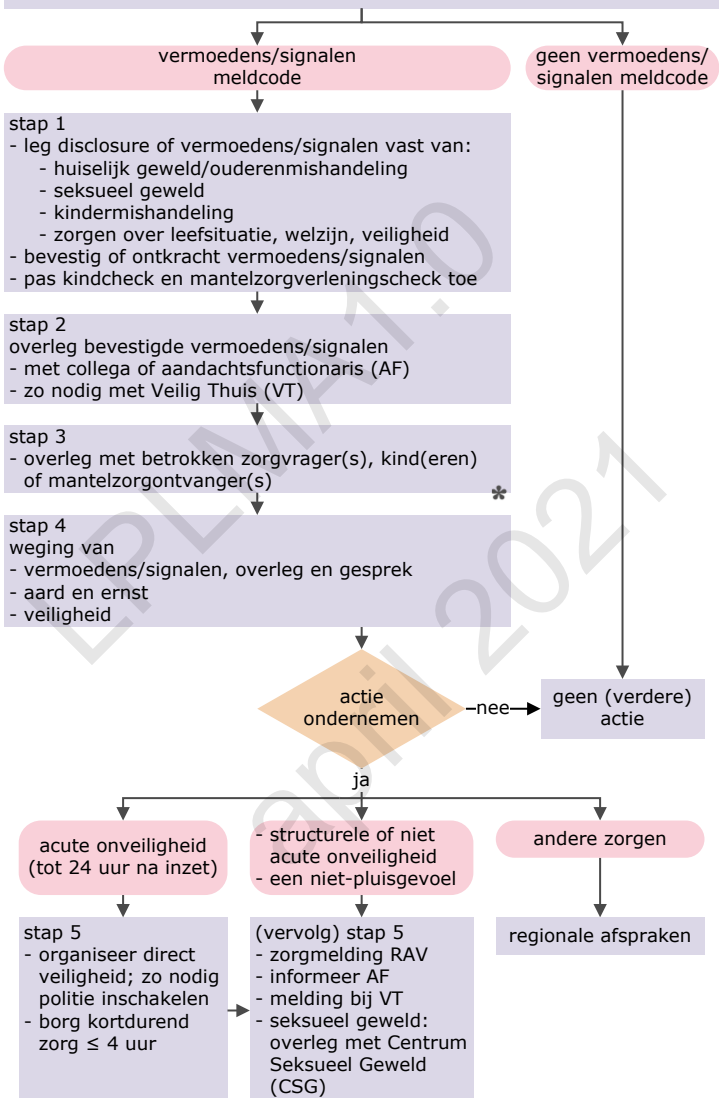 vermoedens/signalen
meldcode
geen vermoedens/
signalen meldcode
stap 1
- leg disclosure of vermoedens/signalen vast van:
- huiselijk geweld/ouderenmishandeling
- seksueel geweld
- kindermishandeling
- zorgen over leefsituatie, welzijn, veiligheid
- bevestig of ontkracht vermoedens/signalen
- pas kindcheck en mantelzorgverleningscheck toe
stap 2
overleg bevestigde vermoedens/signalen
- met collega of aandachtsfunctionaris (AF)
- zo nodig met Veilig Thuis (VT)
stap 3
- overleg met betrokken zorgvrager(s), kind(eren)
of mantelzorgontvanger(s)
*
stap 4
weging van
- vermoedens/signalen, overleg en gesprek
- aard en ernst
- veiligheid
actie
ondernemen
nee
geen (verdere)
actie
ja
acute onveiligheid
(tot 24 uur na inzet)
- structurele of niet
acute onveiligheid
- een niet-pluisgevoel
andere zorgen
stap 5
- organiseer direct
veiligheid; zo nodig
politie inschakelen
- borg kortdurend
zorg ≤ 4 uur
(vervolg) stap 5
- zorgmelding RAV
- informeer AF
- melding bij VT
- seksueel geweld:
overleg met Centrum
Seksueel Geweld
(CSG)
regionale afspraken
LPLMA1.0
april 2021